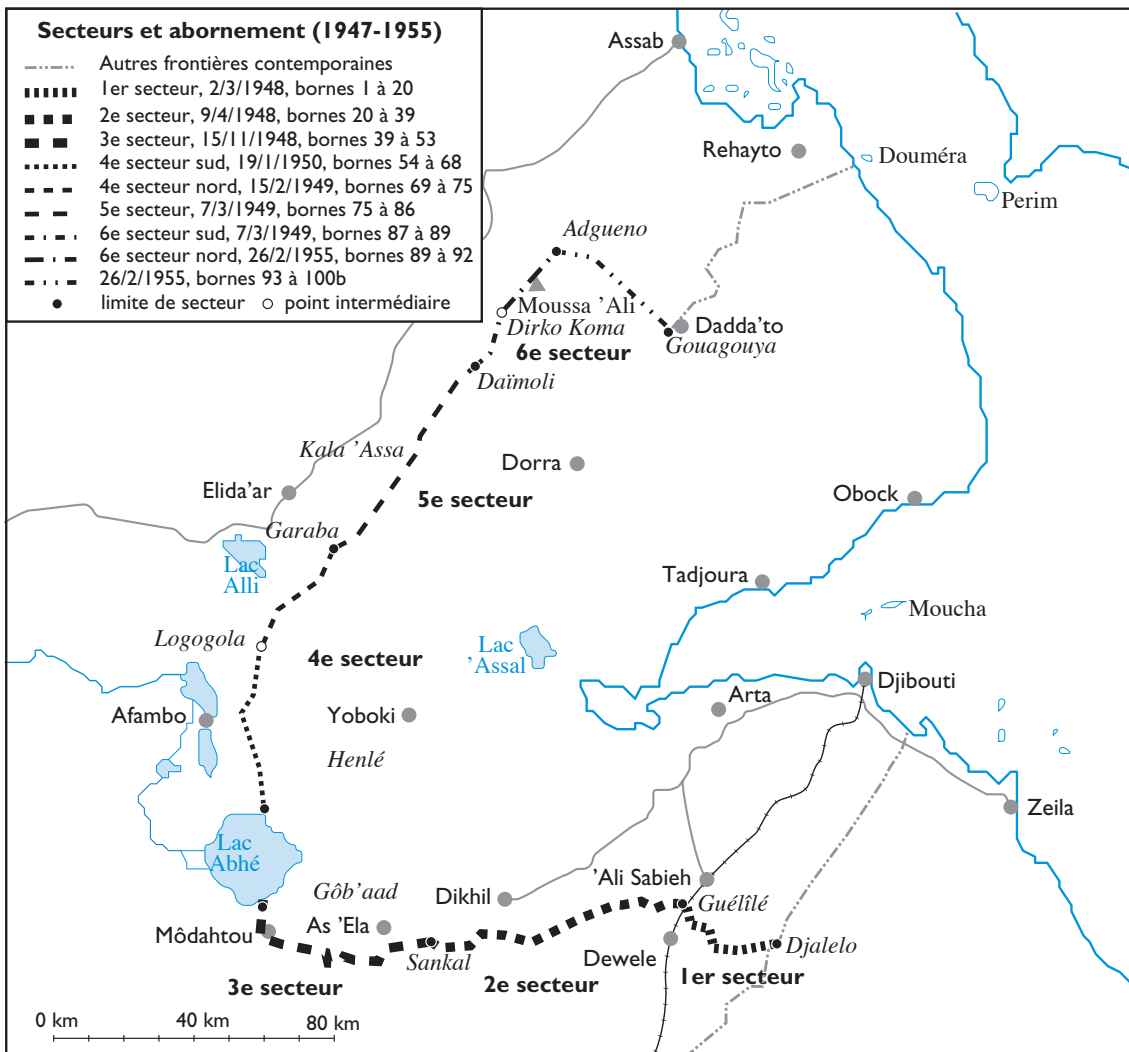 Secteurs et abornement (1947-1955)
Autres frontières contemporaines
1er secteur, 2/3/1948, bornes 1 à 20
2e secteur, 9/4/1948, bornes 20 à 39
3e secteur, 15/11/1948, bornes 39 à 53
4e secteur sud, 19/1/1950, bornes 54 à 68
4e secteur nord, 15/2/1949, bornes 69 à 75
5e secteur, 7/3/1949, bornes 75 à 86
6e secteur sud, 7/3/1949, bornes 87 à 89
6e secteur nord, 26/2/1955, bornes 89 à 92
26/2/1955, bornes 93 à 100b
limite de secteur
point intermédiaire
Assab
Rehayto
Douméra
Perim
Adgueno
Moussa ’Ali
Dirko Koma
Dadda’to
Gouagouya
6e secteur
Daïmoli
Kala ’Assa
Dorra
Elida’ar
5e secteur
Obock
Garaba
Lac
Alli
Tadjoura
Moucha
Logogola
4e secteur
Lac
’Assal
Djibouti
Afambo
Yoboki
Arta
Henlé
Zeila
Lac
Abhé
Gôb’aad
Dikhil
’Ali Sabieh
Guélîlé
Môdahtou
As ’Ela
Sankal
Dewele
Djalelo
3e secteur
2e secteur
1er secteur
0 km
40 km
80 km